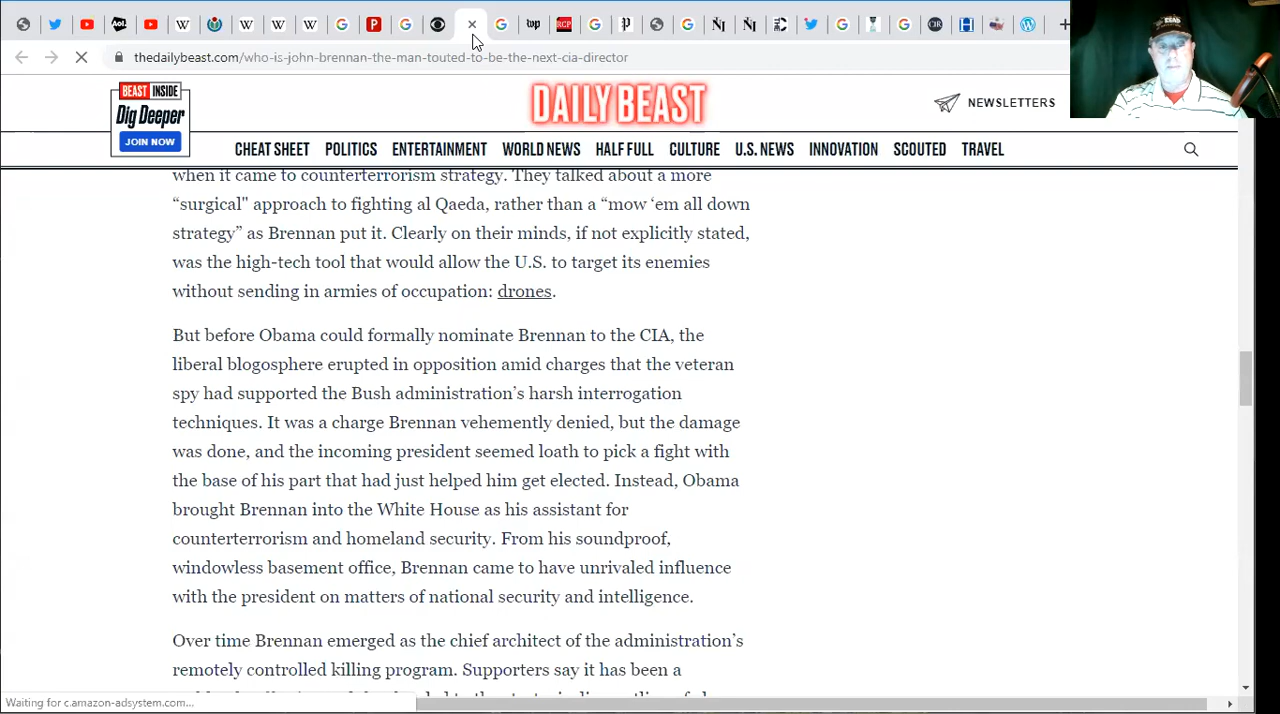 Aol.
W
W
W
W
G
P
G
G
wp
RCP
G
P
G
NJ
NJ
G
G
CIR
H
thedailybeast.com/who-is-john-brennan-the-man-touted-to-be-the-next-cia-director
BEAST INSIDE
Dig Deeper
JOIN NOW
DAILY BEAST
NEWSLETTERS
CHEAT SHEET POLITICS ENTERTAINMENT WORLD NEWS HALF FULL CULTURE U.S. NEWS INNOVATION SCOUTED TRAVEL
when it came to counterterrorism strategy. They talked about a more
“surgical" approach to fighting al Qaeda, rather than a “mow ‘em all down
strategy” as Brennan put it. Clearly on their minds, if not explicitly stated,
was the high-tech tool that would allow the U.S. to target its enemies
without sending in armies of occupation: drones.
But before Obama could formally nominate Brennan to the CIA, the
liberal blogosphere erupted in opposition amid charges that the veteran
spy had supported the Bush administration’s harsh interrogation
techniques. It was a charge Brennan vehemently denied, but the damage
was done, and the incoming president seemed loath to pick a fight with
the base of his part that had just helped him get elected. Instead, Obama
brought Brennan into the White House as his assistant for
counterterrorism and homeland security. From his soundproof,
windowless basement office, Brennan came to have unrivaled influence
with the president on matters of national security and intelligence.
Over time Brennan emerged as the chief architect of the administration’s
remotely controlled killing program. Supporters say it has been a
Waiting for c.amazon-adsystem.com...